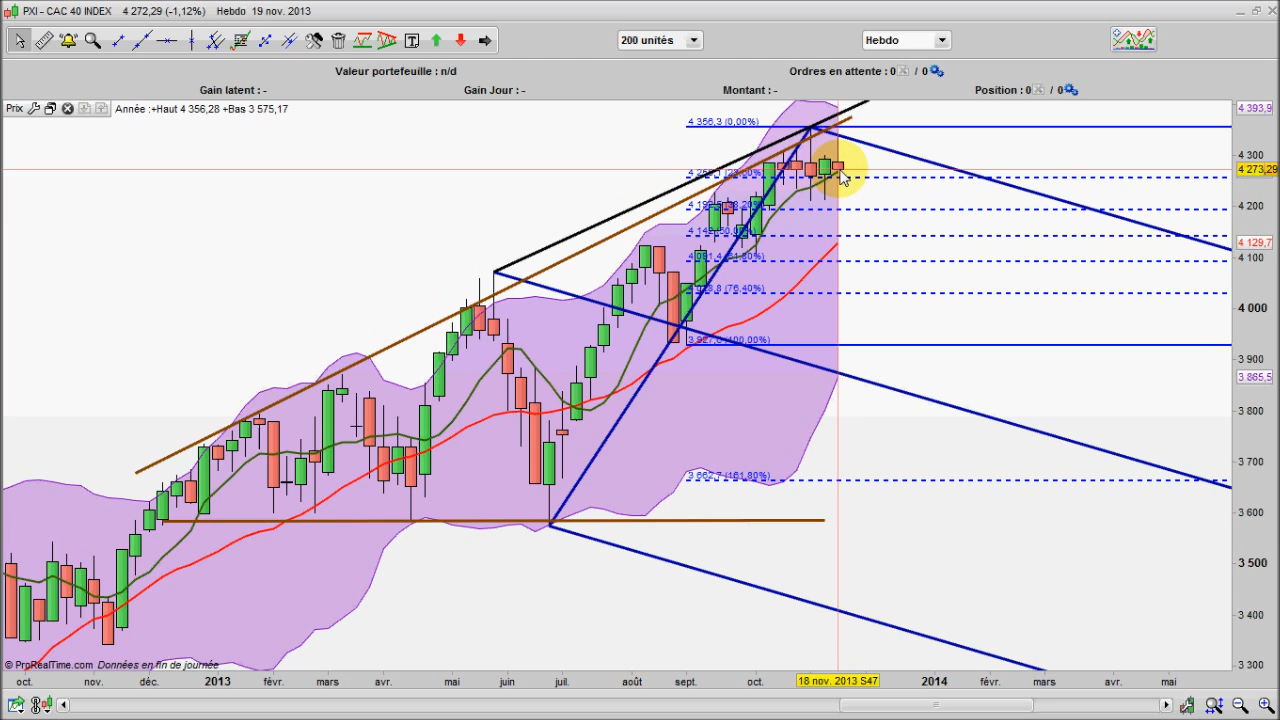 PXI - CAC 40 INDEX 4 272,29 (-1,12%) Hebdo 19 nov. 2013
200 unités
Hebdo
Valeur portefeuille : n/d
Ordres en attente : 0 / 0
Gain latent : -
Gain Jour : -
Montant : -
Position : 0 / 0
Prix
Année :+Haut 4 356,28 +Bas 3 575,17
4 393,9
4 356,3 (0,00%)
4 300
4 273,29
4 200
4 129,7
4 100
(76,40%)
4 000
(100,00%)
3 900
3 865,5
3 800
3 700
3 662,7 (161,80%)
3 600
3 500
3 400
3 300
© ProRealTime.com Données en fin de journée
oct.
nov.
déc.
2013
févr.
mars
avr.
mai
juin
juil.
août
sept.
oct.
18 nov. 2013 S47
2014
févr.
mars
avr.
mai